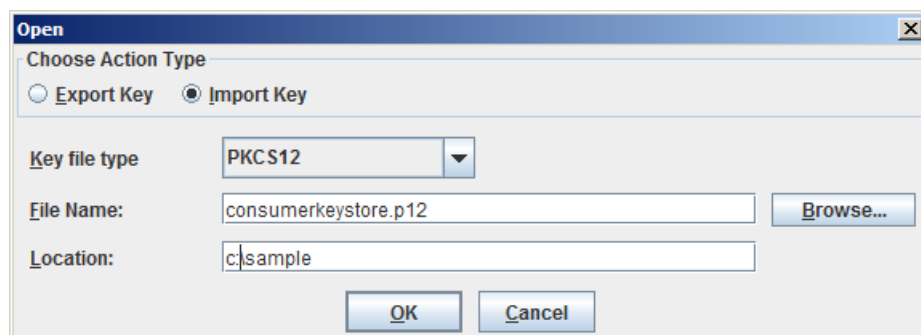 Open
Choose Action Type
Export Key Import Key
Key file type PKCS12
File Name: consumerkeystore.p12 Browse...
Location: c:\sample
OK Cancel